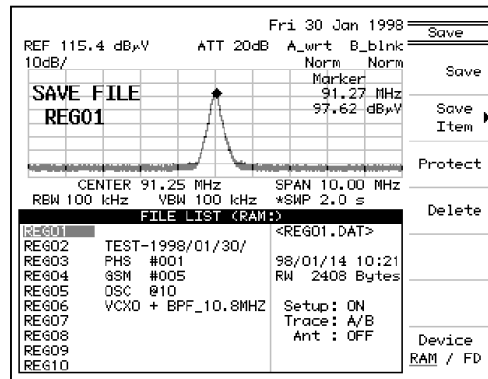 Fri 30 Jan 1998
REF 115.4 dBµV ATT 20dB A_wrt B_blnk
10dB/ Norm Norm
Marker
91.27 MHz
97.62 dBµV
SAVE FILE
REG01
CENTER 91.25 MHz SPAN 10.00 MHz
RBW 100 kHz VBW 100 kHz *SWP 2.0 s
FILE LIST (RAM:)
REG01
REG02 TEST-1998/01/30/
REG03 PHS #001
REG04 GSM #005
REG05 OSC @10
REG06 VCXO + BPF_10.8MHZ
REG07
REG08
REG09
REG10
<REG01.DAT>
98/01/14 10:21
RW 2408 Bytes
Setup: ON
Trace: A/B
Ant : OFF
Save
Save
Save
Item
Protect
Delete
Device
RAM / FD